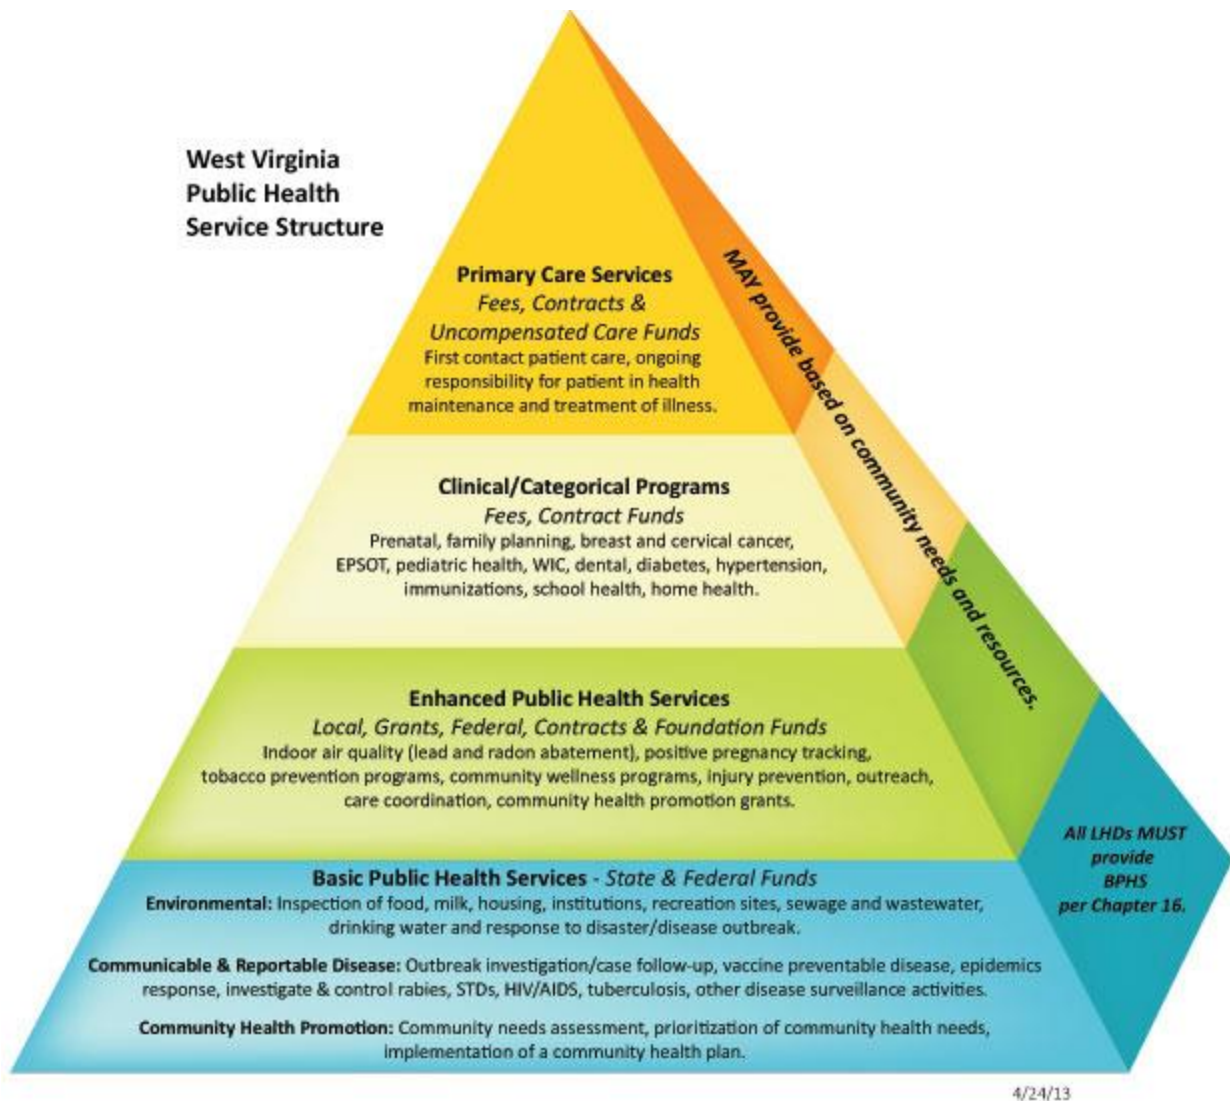 West Virginia
Public Health
Service Structure
Primary Care Services
Fees, Contracts &
Uncompensated Care Funds
First contact patient care, ongoing
responsibility for patient in health
maintenance and treatment of illness.
Clinical/Categorical Programs
Fees, Contract Funds
Prenatal, family planning, breast and cervical cancer,
EPSOT, pediatric health, WIC, dental, diabetes, hypertension,
immunizations, school health, home health.
Enhanced Public Health Services
Local, Grants, Federal, Contracts & Foundation Funds
Indoor air quality (lead and radon abatement), positive pregnancy tracking,
tobacco prevention programs, community wellness programs, injury prevention, outreach,
care coordination, community health promotion grants.
Basic Public Health Services - State & Federal Funds
Environmental: Inspection of food, milk, housing, institutions, recreation sites, sewage and wastewater,
drinking water and response to disaster/disease outbreak.
Communicable & Reportable Disease: Outbreak investigation/case follow-up, vaccine preventable disease, epidemics
response, investigate & control rabies, STDs, HIV/AIDS, tuberculosis, other disease surveillance activities.
Community Health Promotion: Community needs assessment, prioritization of community health needs,
implementation of a community health plan.
MAY provide based on community needs and resources.
All LHDs MUST
provide
BPHS
per Chapter 16.
4/24/13